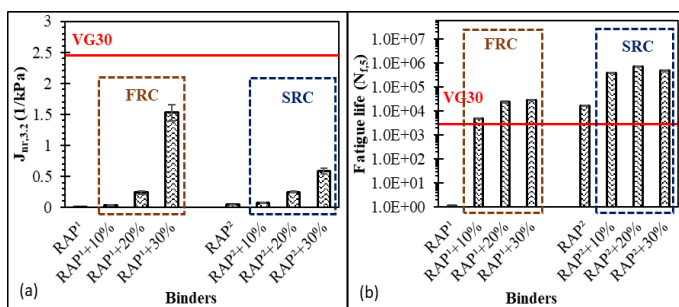 3
VG30
2.5
2
FRC
SRC
1.5
1
0.5
0
J_nr,3.2 (1/kPa)
RAP¹
RAP¹+10%
RAP¹+20%
RAP¹+30%
RAP²
RAP²+10%
RAP²+20%
RAP²+30%
(a)
Binders
1.0E+07
1.0E+06
1.0E+05
1.0E+04
1.0E+03
1.0E+02
1.0E+01
1.0E+00
Fatigue life (N_f,5)
FRC
SRC
VG30
RAP¹
RAP¹+10%
RAP¹+20%
RAP¹+30%
RAP²
RAP²+10%
RAP²+20%
RAP²+30%
(b)
Binders